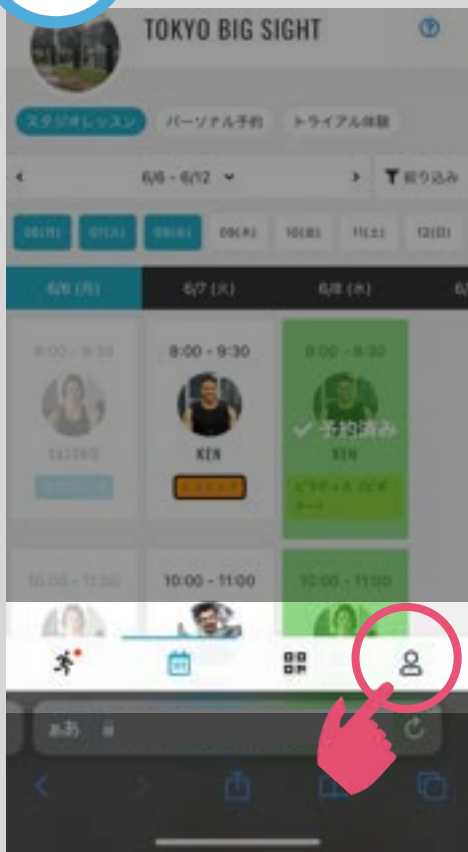 TOKYO BIG SIGHT
スタジオレッスン パーソナル予約 トライアル体験
6/6 - 6/12 絞り込み
06(月) 07(火) 08(水) 09(木) 10(金) 11(土) 12(日)
6/6 (月) 6/7 (火) 6/8 (水) 6/
8:00 - 9:30 8:00 - 9:30 8:00 - 9:30
予約済み
SATORU KEN KEN
10:00 - 11:00 10:00 - 11:00 10:00 - 11:00
ぁあ